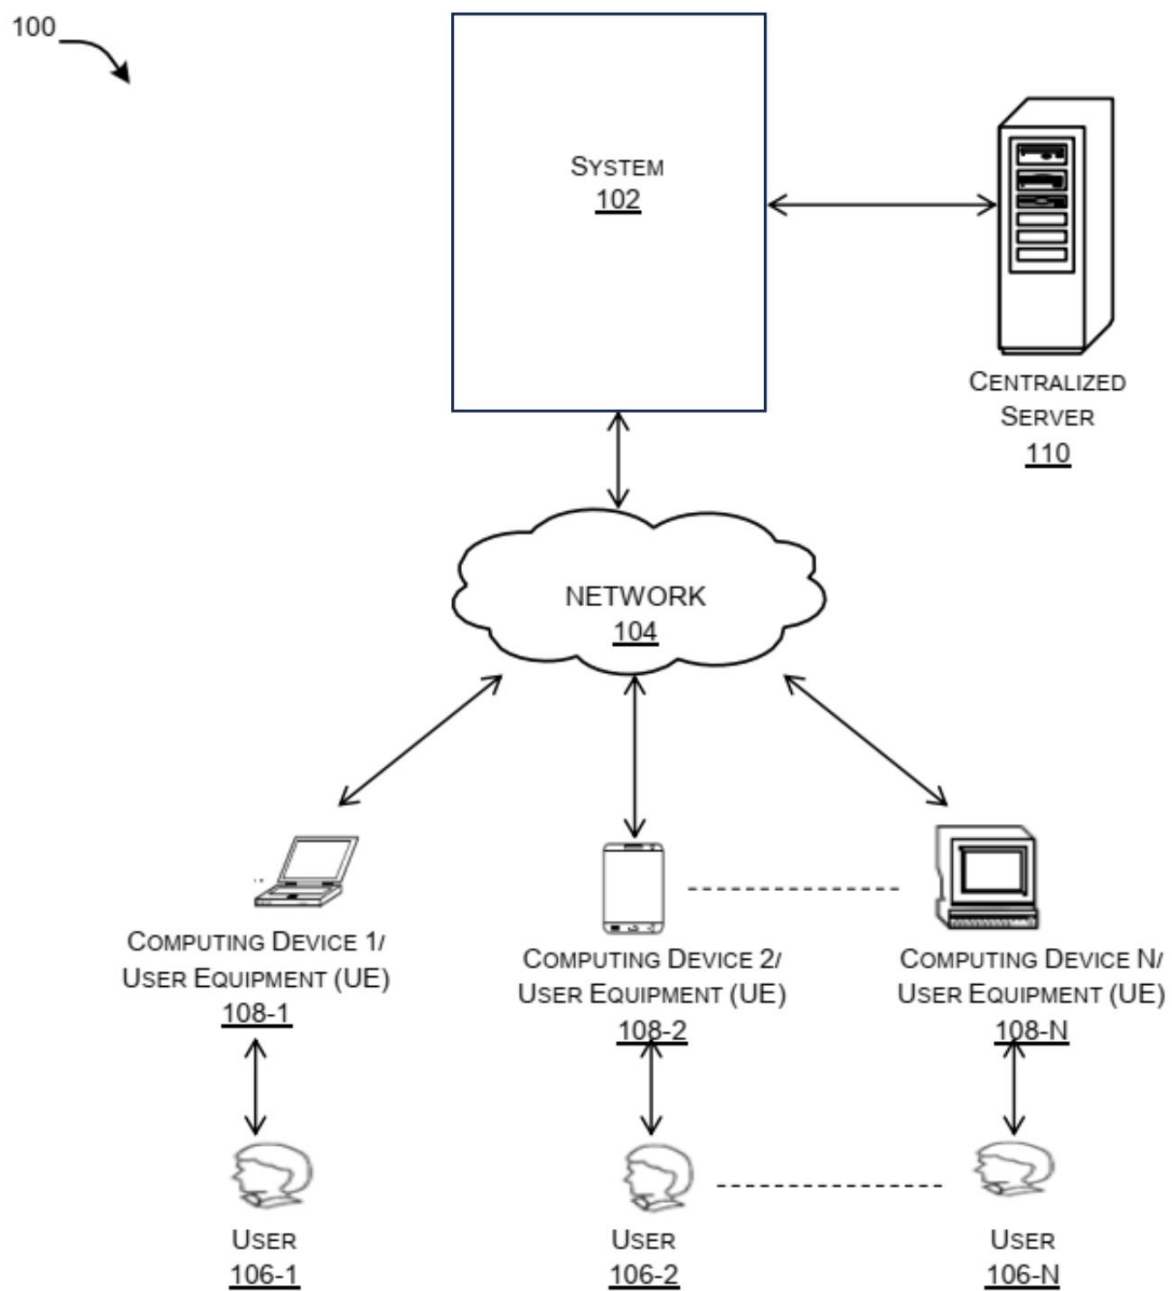 100
SYSTEM
102
CENTRALIZED
SERVER
110
NETWORK
104
COMPUTING DEVICE 1/
USER EQUIPMENT (UE)
108-1
COMPUTING DEVICE 2/
USER EQUIPMENT (UE)
108-2
COMPUTING DEVICE N/
USER EQUIPMENT (UE)
108-N
USER
106-1
USER
106-2
USER
106-N